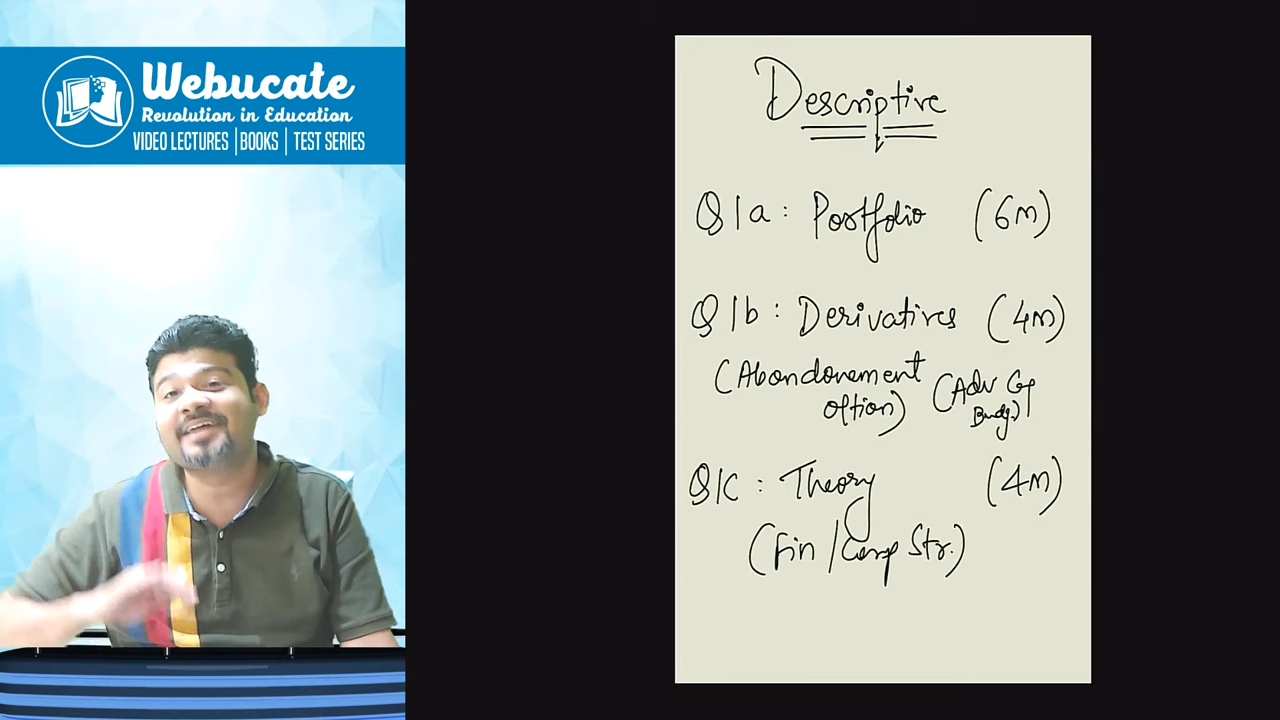 Webucate
Revolution in Education
VIDEO LECTURES | BOOKS | TEST SERIES
Descriptive
Q1a: Portfolio (6M)
Q1b: Derivatives (4M)
(Abondonement
option)
(Adv Cap
Budg.)
Q1c: Theory (4M)
(Fin/Comp Str.)